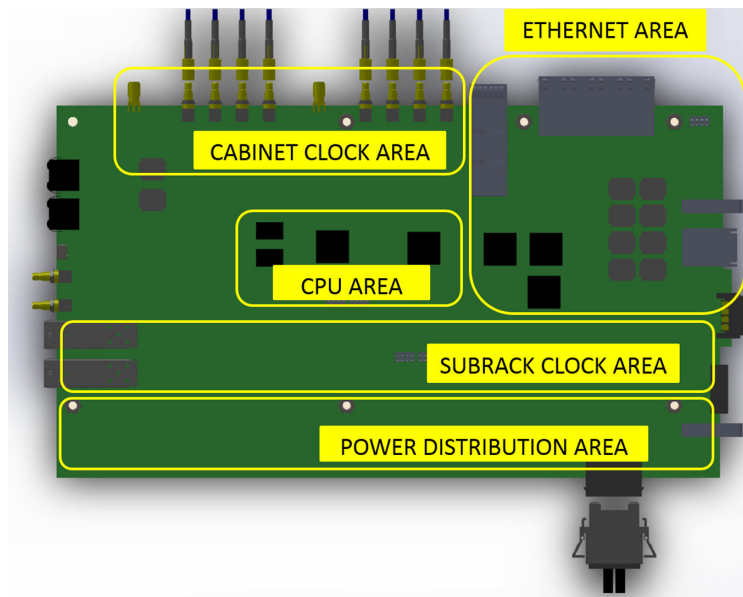 ETHERNET AREA
CABINET CLOCK AREA
CPU AREA
SUBRACK CLOCK AREA
POWER DISTRIBUTION AREA